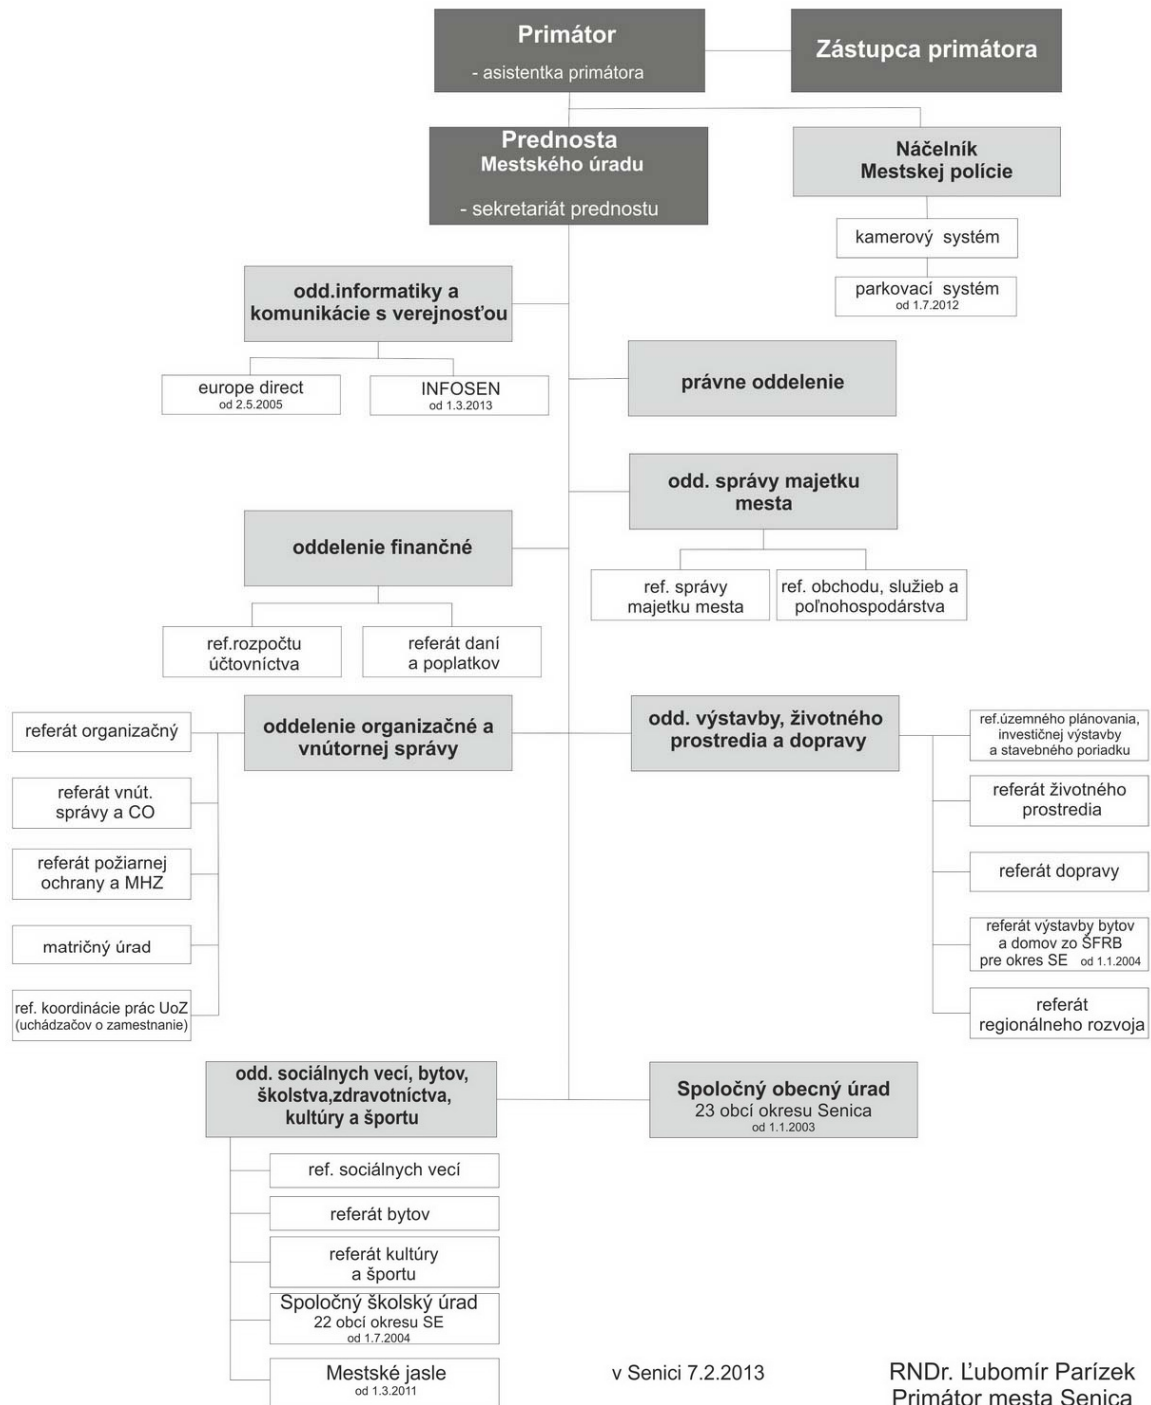 Primátor
- asistentka primátora
Zástupca primátora
Prednosta
Mestského úradu
- sekretariát prednostu
Náčelník
Mestskej polície
kamerový systém
parkovací systém
od 1.7.2012
odd.informatiky a
komunikácie s verejnosťou
europe direct
od 2.5.2005
INFOSEN
od 1.3.2013
právne oddelenie
odd. správy majetku
mesta
ref. správy
majetku mesta
ref. obchodu, služieb a
poľnohospodárstva
oddelenie finančné
ref.rozpočtu
účtovníctva
referát daní
a poplatkov
oddelenie organizačné a
vnútornej správy
referát organizačný
referát vnút.
správy a CO
referát požiarnej
ochrany a MHZ
matričný úrad
ref. koordinácie prác UoZ
(uchádzačov o zamestnanie)
odd. výstavby, životného
prostredia a dopravy
ref.územného plánovania,
investičnej výstavby
a stavebného poriadku
referát životného
prostredia
referát dopravy
referát výstavby bytov
a domov zo ŠFRB
pre okres SE od 1.1.2004
referát
regionálneho rozvoja
odd. sociálnych vecí, bytov,
školstva,zdravotníctva,
kultúry a športu
ref. sociálnych vecí
referát bytov
referát kultúry
a športu
Spoločný školský úrad
22 obcí okresu SE
od 1.7.2004
Mestské jasle
od 1.3.2011
Spoločný obecný úrad
23 obcí okresu Senica
od 1.1.2003
v Senici 7.2.2013
RNDr. Ľubomír Parízek
Primátor mesta Senica